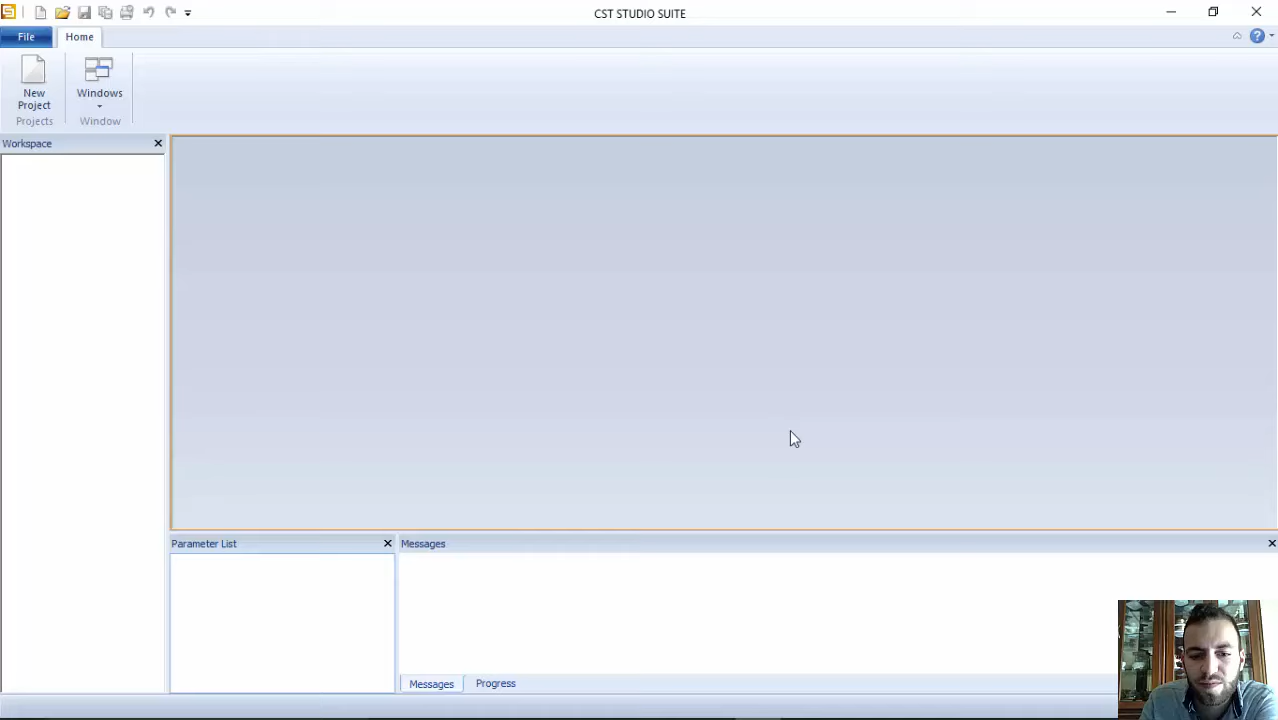 CST STUDIO SUITE
File
Home
New
Project
Windows
Projects
Window
Workspace
Parameter List
Messages
Messages
Progress